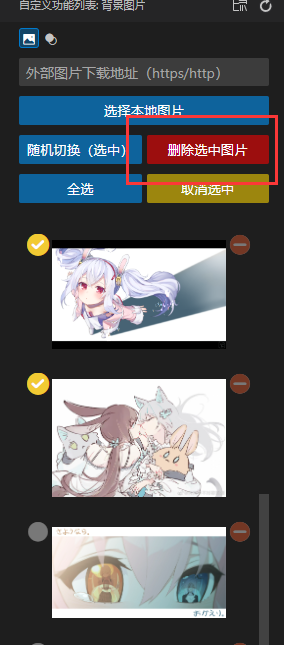 自定义功能列表: 背景图片
外部图片下载地址（https/http）
选择本地图片
随机切换（选中）
删除选中图片
全选
取消选中
さようなら。
おかえり。